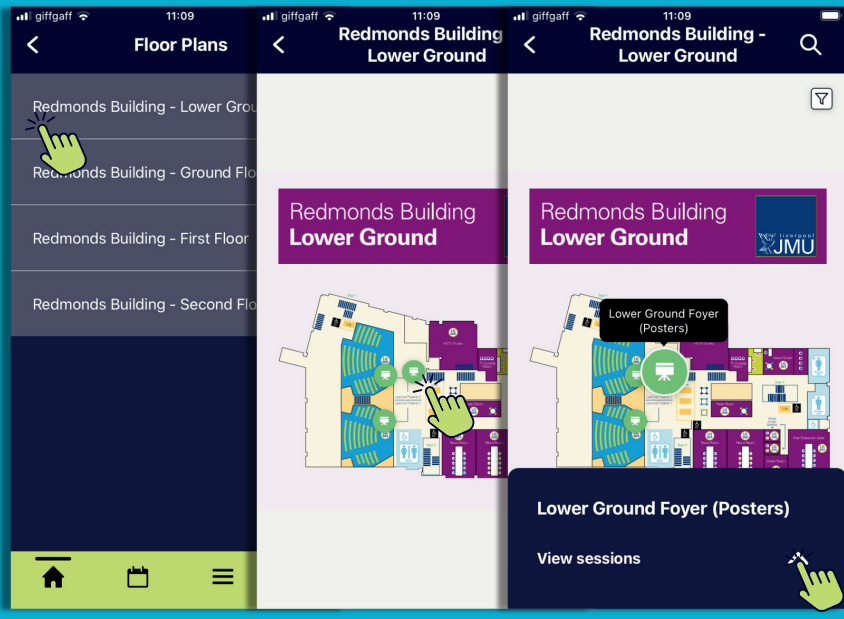 giffgaff
11:09
Floor Plans
Redmonds Building - Lower Grou
Redmonds Building - Ground Flo
Redmonds Building - First Floor
Redmonds Building - Second Flo
giffgaff
11:09
Redmonds Building
Lower Ground
Redmonds Building
Lower Ground
giffgaff
11:09
Redmonds Building -
Lower Ground
Redmonds Building
Lower Ground
liverpool
JMU
Lower Ground Foyer
(Posters)
Lower Ground Foyer (Posters)
View sessions